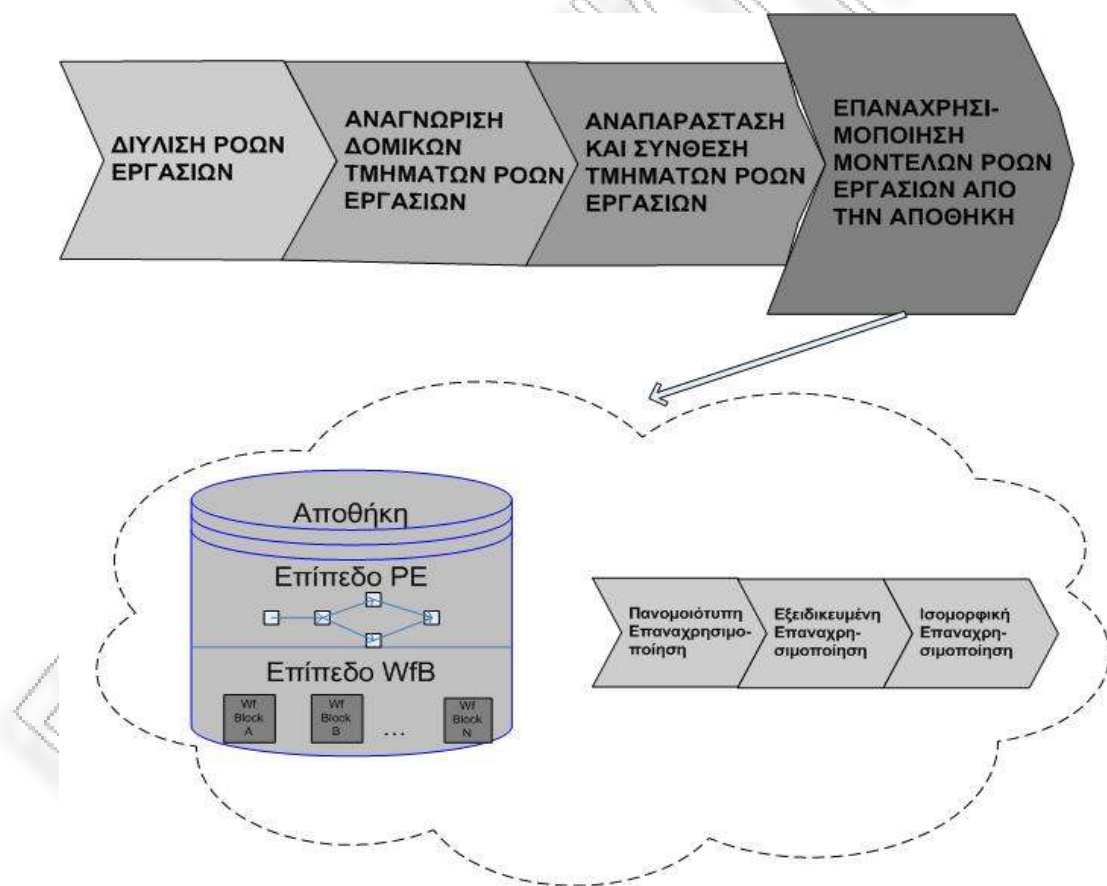 ΔΙΥΛΙΣΗ ΡΟΩΝ
ΕΡΓΑΣΙΩΝ
ΑΝΑΓΝΩΡΙΣΗ
ΔΟΜΙΚΩΝ
ΤΜΗΜΑΤΩΝ ΡΟΩΝ
ΕΡΓΑΣΙΩΝ
ΑΝΑΠΑΡΑΣΤΑΣΗ
ΚΑΙ ΣΥΝΘΕΣΗ
ΤΜΗΜΑΤΩΝ ΡΟΩΝ
ΕΡΓΑΣΙΩΝ
ΕΠΑΝΑΧΡΗΣΙ-
ΜΟΠΟΙΗΣΗ
ΜΟΝΤΕΛΩΝ ΡΟΩΝ
ΕΡΓΑΣΙΩΝ ΑΠΟ
ΤΗΝ ΑΠΟΘΗΚΗ
Αποθήκη
Επίπεδο ΡΕ
Επίπεδο WfB
Wf
Block
A
Wf
Block
B
...
Wf
Block
N
Πανομοιότυπη
Επαναχρησιμο-
ποίηση
Εξειδικευμένη
Επαναχρη-
σιμοποίηση
Ισομορφική
Επαναχρη-
σιμοποίηση